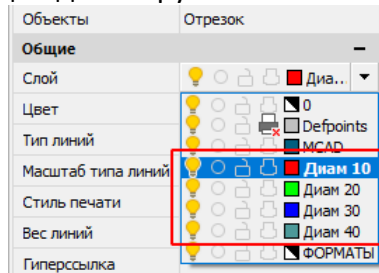 Объекты Отрезок
Общие
Слой Диа...
Цвет 0
Defpoints
Тип линий MCAD
Масштаб типа линий Диам 10
Диам 20
Стиль печати Диам 30
Вес линий Диам 40
Гиперссылка ФОРМАТЫ